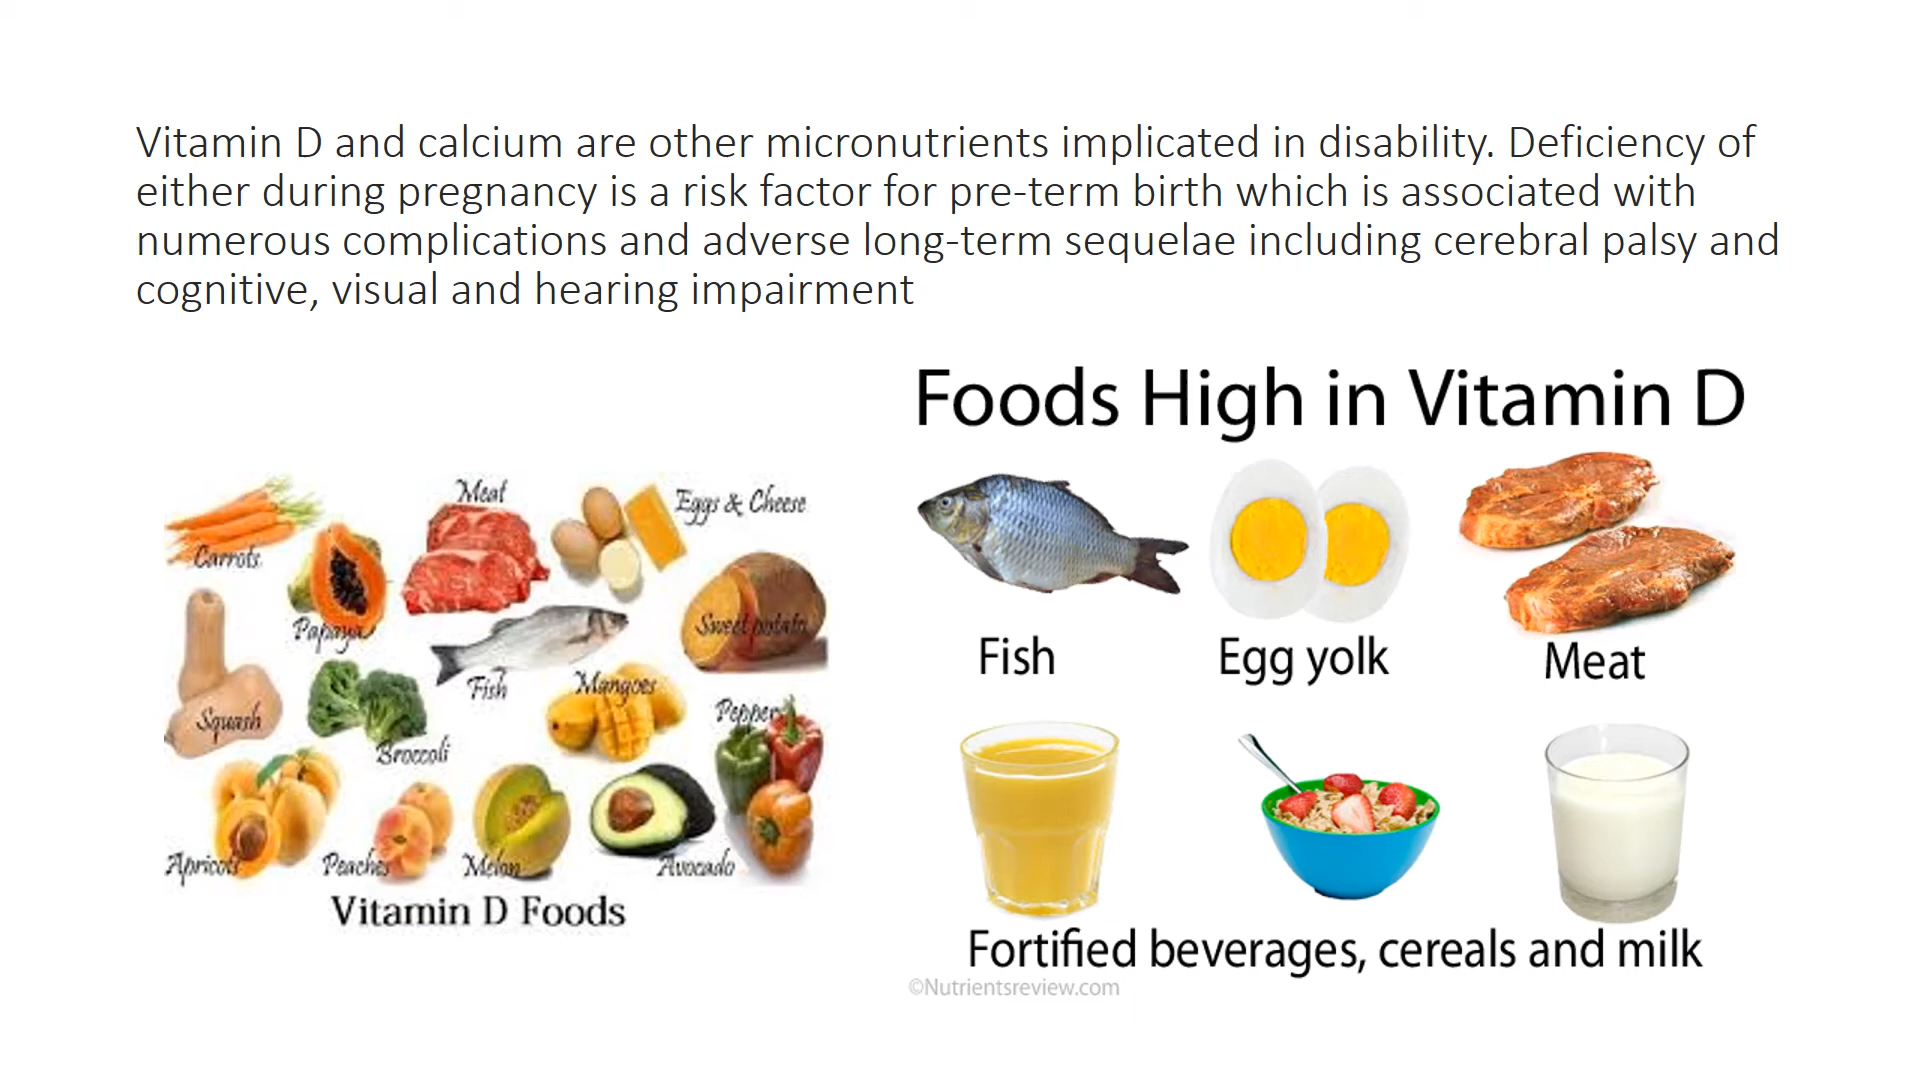 Vitamin D and calcium are other micronutrients implicated in disability. Deficiency of
either during pregnancy is a risk factor for pre-term birth which is associated with
numerous complications and adverse long-term sequelae including cerebral palsy and
cognitive, visual and hearing impairment
Carrots
Meat
Eggs & Cheese
Papaya
Sweet potato
Squash
Fish
Mangoes
Broccoli
Peppers
Apricots
Peaches
Melon
Avocado
Vitamin D Foods
Foods High in Vitamin D
Fish
Egg yolk
Meat
Fortified beverages, cereals and milk
©Nutrientsreview.com